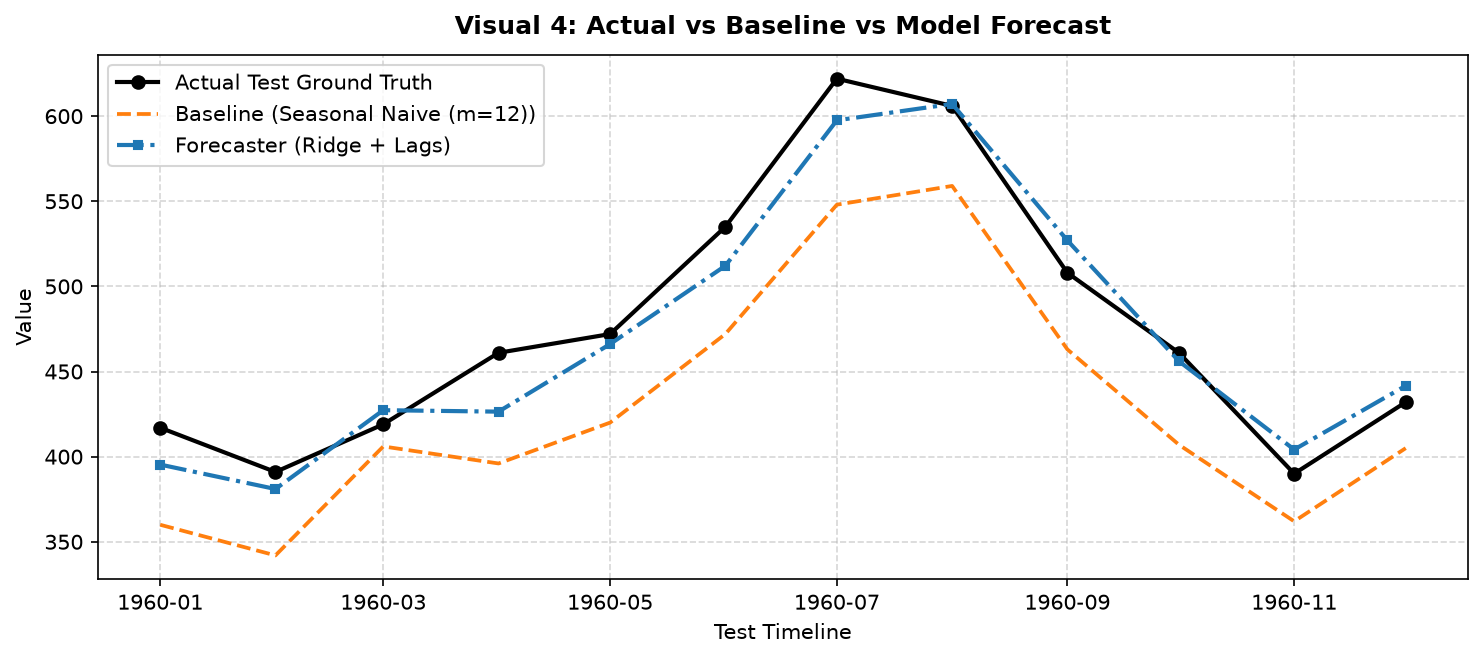 Visual 4: Actual vs Baseline vs Model Forecast
Actual Test Ground Truth
Baseline (Seasonal Naive (m=12))
Forecaster (Ridge + Lags)
Value
600
550
500
450
400
350
1960-01
1960-03
1960-05
1960-07
1960-09
1960-11
Test Timeline